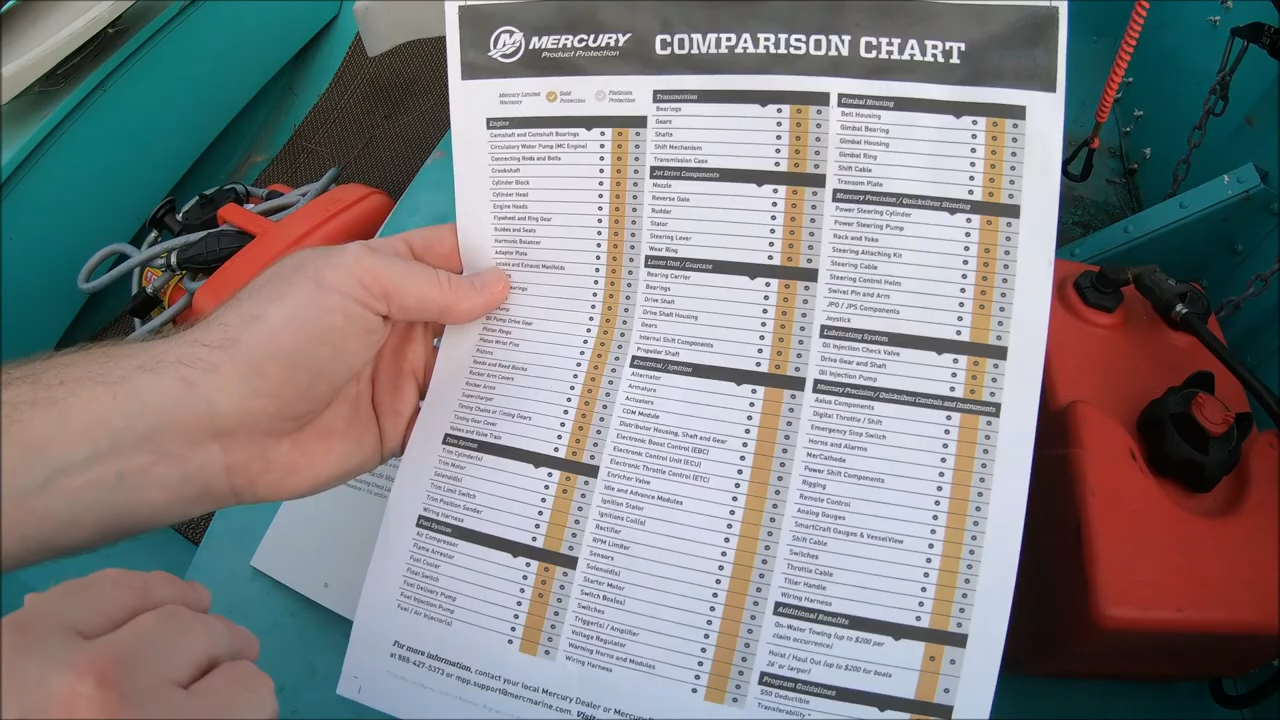 MERCURY
Product Protection
COMPARISON CHART
Mercury Limited
Warranty
Gold
Protection
Platinum
Protection
Engine
Camshaft and Camshaft Bearings
Circulatory Water Pump (MC Engine)
Connecting Rods and Bolts
Crankshaft
Cylinder Block
Cylinder Head
Engine Heads
Flywheel and Ring Gear
Guides and Seats
Harmonic Balancer
Adaptor Plate
Intake and Exhaust Manifolds
Oil Pump Drive Gear
Piston Rings
Piston Wrist Pins
Pistons
Reeds and Reed Blocks
Rocker Arm Covers
Rocker Arms
Supercharger
Timing Chains or Timing Gears
Timing Gear Cover
Valves and Valve Train
Trim System
Trim Cylinder(s)
Trim Motor
Solenoid(s)
Trim Limit Switch
Trim Position Sender
Wiring Harness
Fuel System
Air Compressor
Flame Arrestor
Fuel Cooler
Float Switch
Fuel Delivery Pump
Fuel Injection Pump
Fuel / Air Injector(s)
Transmission
Bearings
Gears
Shafts
Shift Mechanism
Transmission Case
Jet Drive Components
Nozzle
Reverse Gate
Rudder
Stator
Steering Lever
Wear Ring
Lower Unit / Gearcase
Bearing Carrier
Bearings
Drive Shaft
Drive Shaft Housing
Gears
Internal Shift Components
Propeller Shaft
Electrical / Ignition
Alternator
Armature
Actuators
CDM Module
Distributor Housing, Shaft and Gear
Electronic Boost Control (EBC)
Electronic Control Unit (ECU)
Electronic Throttle Control (ETC)
Enricher Valve
Idle and Advance Modules
Ignition Stator
Ignitions Coil(s)
Rectifier
RPM Limiter
Sensors
Solenoid(s)
Starter Motor
Switch Box(es)
Switches
Trigger(s) / Amplifier
Voltage Regulator
Warning Horns and Modules
Wiring Harness
Gimbal Housing
Bell Housing
Gimbal Bearing
Gimbal Housing
Gimbal Ring
Shift Cable
Transom Plate
Mercury Precision / Quicksilver Steering
Power Steering Cylinder
Power Steering Pump
Rack and Yoke
Steering Attaching Kit
Steering Cable
Steering Control Helm
Swivel Pin and Arm
JPO / JPS Components
Joystick
Lubricating System
Oil Injection Check Valve
Drive Gear and Shaft
Oil Injection Pump
Mercury Precision / Quicksilver Controls and Instruments
Axius Components
Digital Throttle / Shift
Emergency Stop Switch
Horns and Alarms
MerCathode
Power Shift Components
Rigging
Remote Control
Analog Gauges
SmartCraft Gauges & VesselView
Shift Cable
Switches
Throttle Cable
Tiller Handle
Wiring Harness
Additional Benefits
On-Water Towing (up to $200 per
claim occurrence)
Hoist / Haul Out (up to $200 for boats
26' or larger)
Program Guidelines
$50 Deductible
Transferability *
For more information, contact your local Mercury Dealer or Mercury
at 888-427-5373 or mpp.support@mercmarine.com. Visit